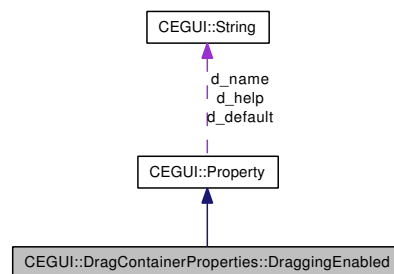 CEGUI::String
d_name
d_help
d_default
CEGUI::Property
CEGUI::DragContainerProperties::DraggingEnabled